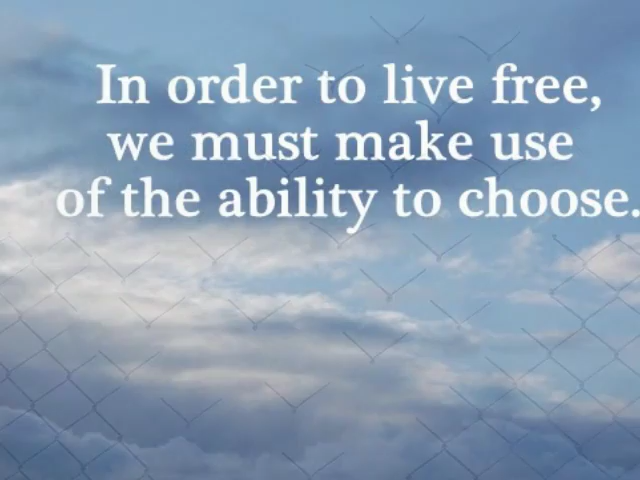 In order to live free,
we must make use
of the ability to choose.